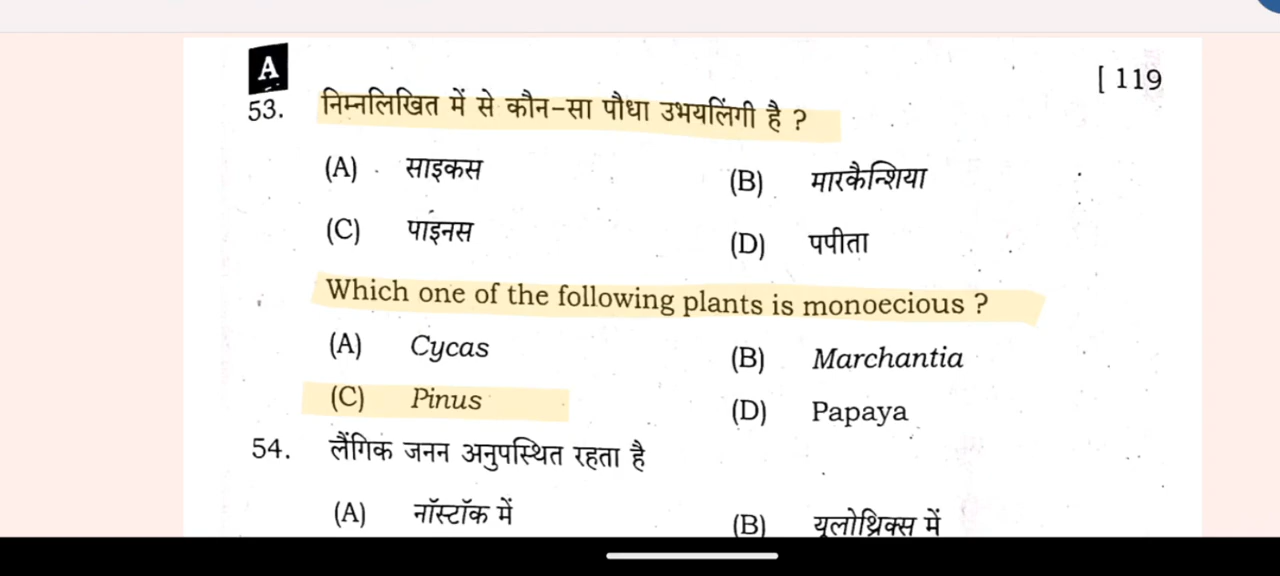 A
[ 119
53. निम्नलिखित में से कौन-सा पौधा उभयलिंगी है ?
(A) साइकस (B) मारकैन्शिया
(C) पाइनस (D) पपीता
Which one of the following plants is monoecious ?
(A) Cycas (B) Marchantia
(C) Pinus (D) Papaya
54. लैंगिक जनन अनुपस्थित रहता है
(A) नॉस्टॉक में (B) यूलोथ्रिक्स में